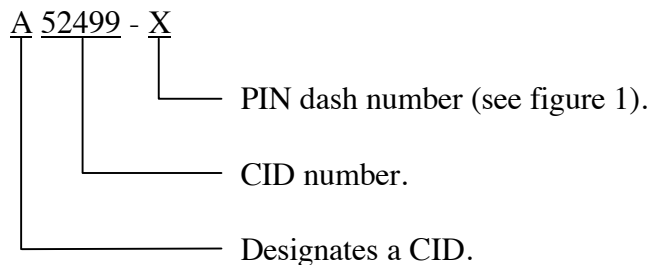 A 52499 - X
PIN dash number (see figure 1).
CID number.
Designates a CID.